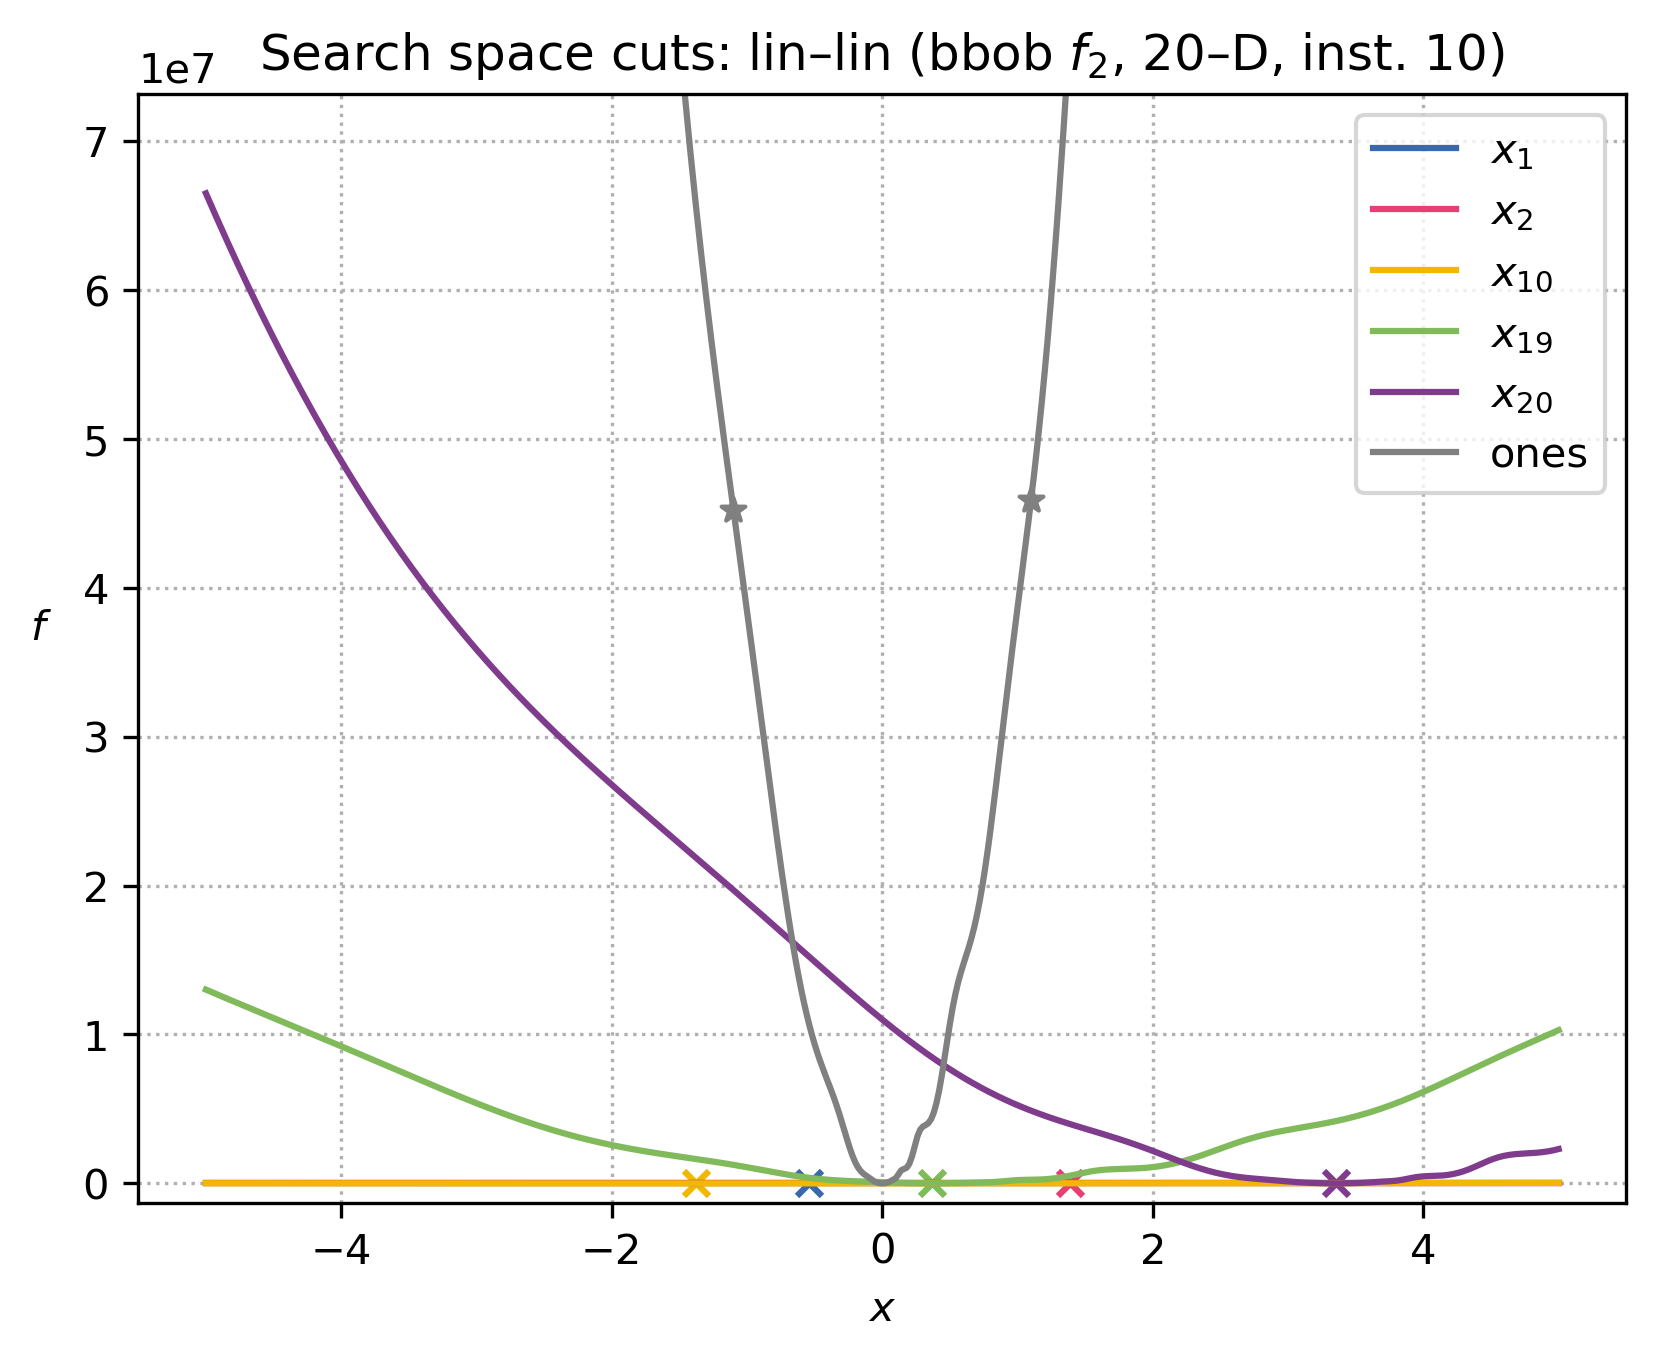 Search space cuts: lin–lin (bbob f₂, 20–D, inst. 10)
1e7
7
6
5
4
3
2
1
0
f
−4
−2
0
2
4
x
x₁
x₂
x₁₀
x₁₉
x₂₀
ones